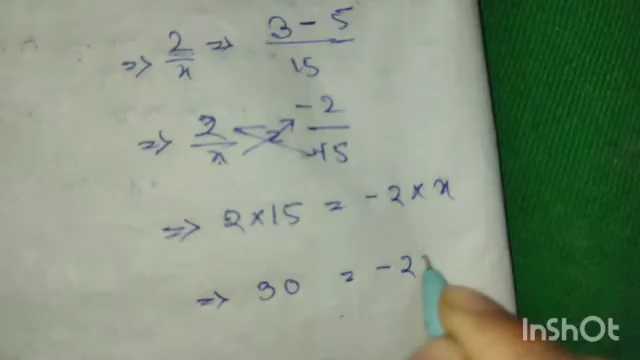 => 2/x => 3 - 5/15
=> 2/x = -2/15
=> 2 × 15 = -2 × x
=> 30 = -2
InShOt